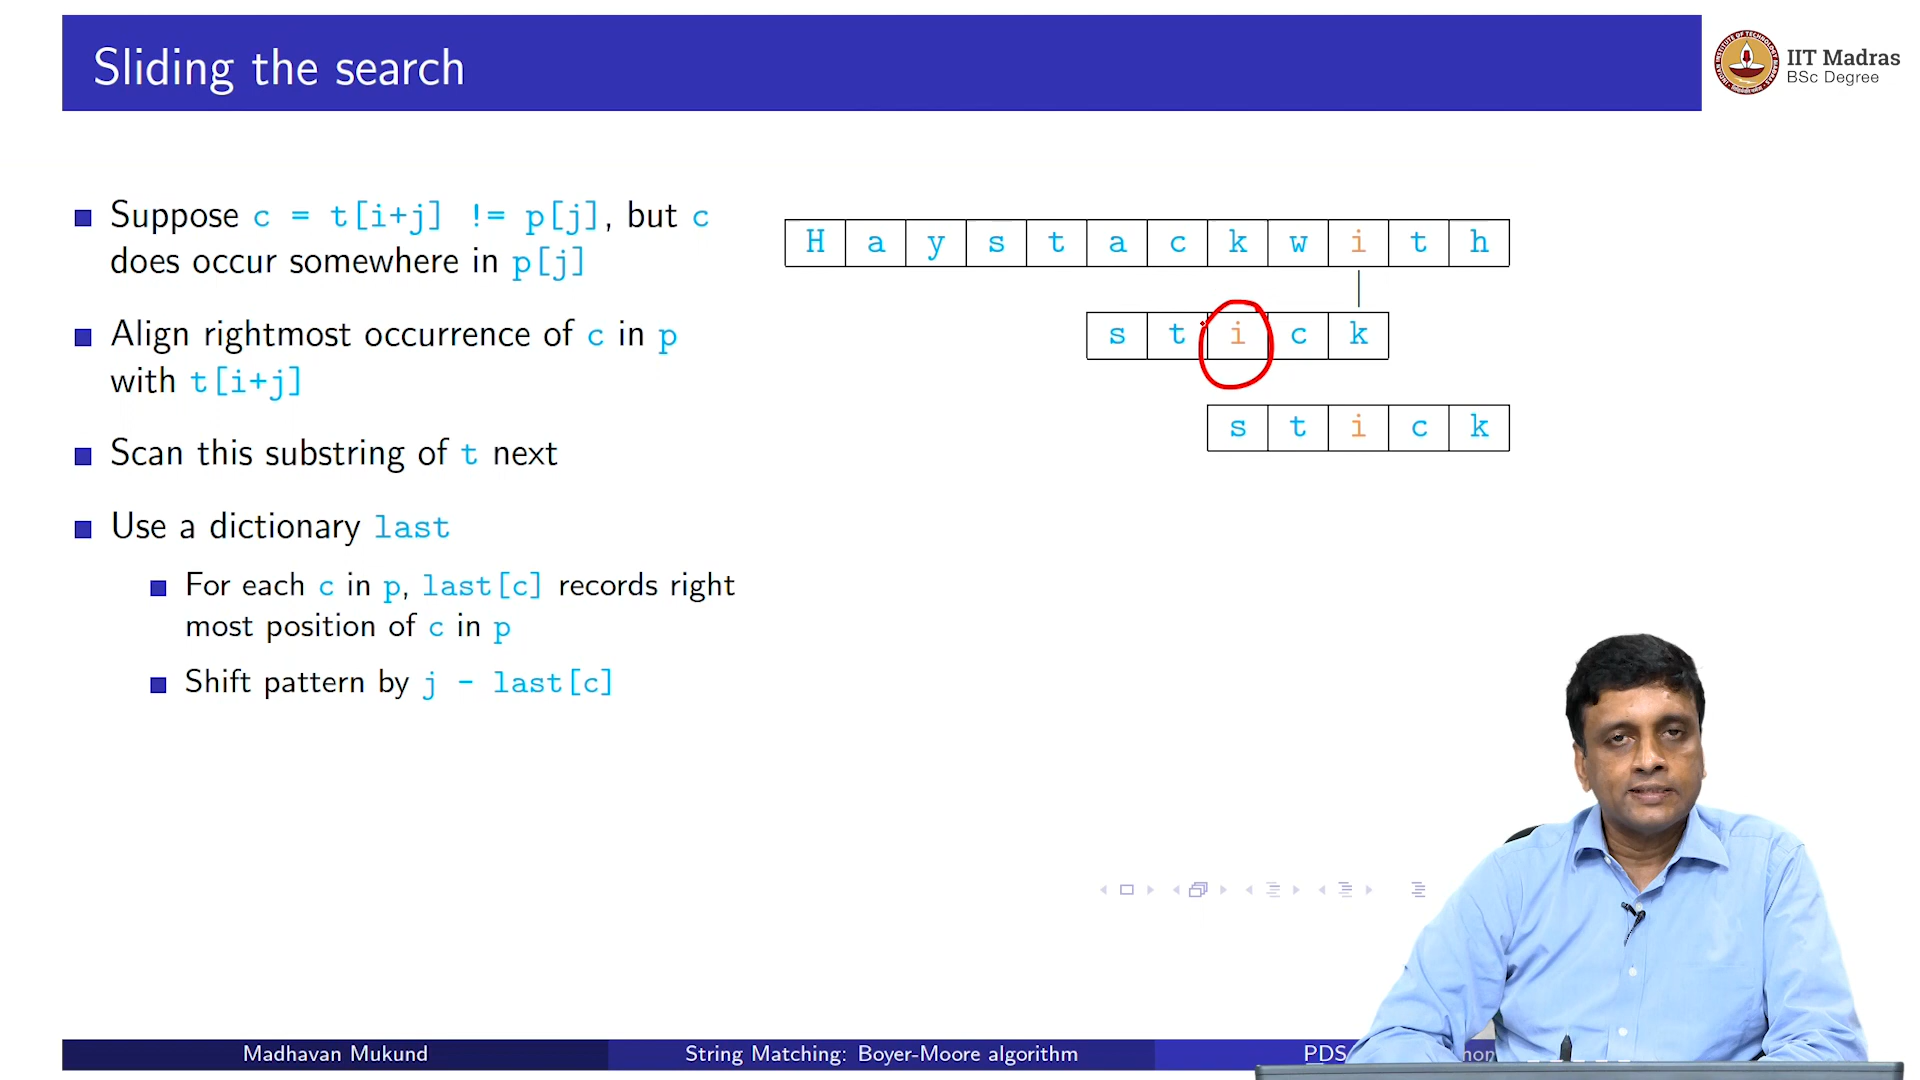 Sliding the search
IIT Madras
BSc Degree
Suppose c = t[i+j] != p[j], but c
does occur somewhere in p[j]
Align rightmost occurrence of c in p
with t[i+j]
Scan this substring of t next
Use a dictionary last
For each c in p, last[c] records right
most position of c in p
Shift pattern by j - last[c]
H a y s t a c k w i t h
s t i c k
s t i c k
Madhavan Mukund
String Matching: Boyer-Moore algorithm
PDS